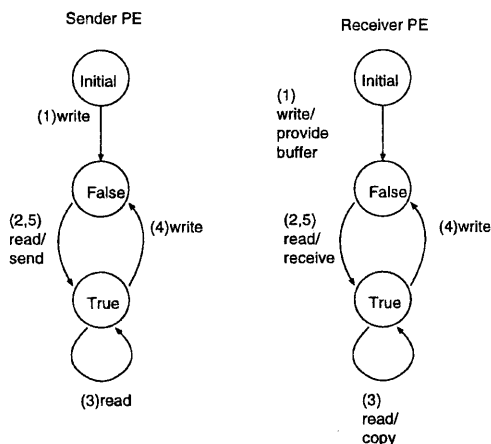 Sender PE
Initial
(1)write
False
(2,5)
read/
send
(4)write
True
(3)read
Receiver PE
Initial
(1)
write/
provide
buffer
False
(2,5)
read/
receive
(4)write
True
(3)
read/
copy